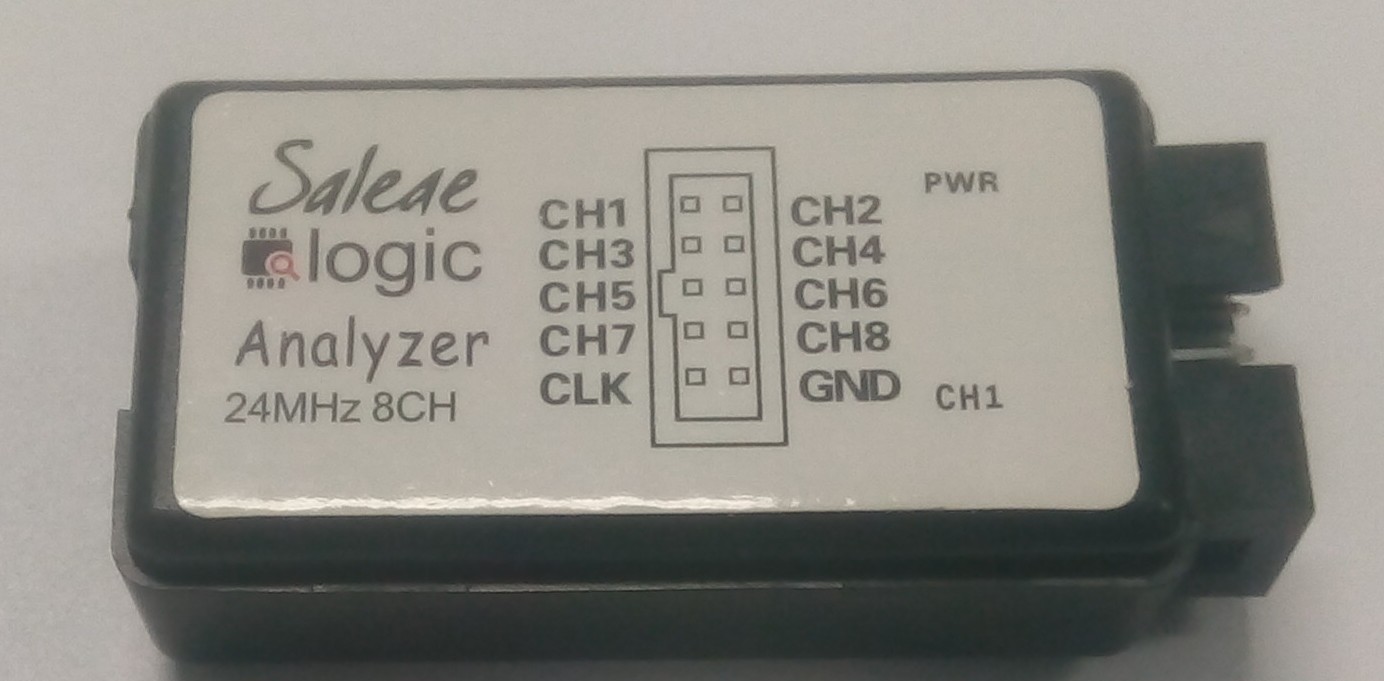 Saleae
logic
Analyzer
24MHz 8CH
CH1 CH2
CH3 CH4
CH5 CH6
CH7 CH8
CLK GND
PWR
CH1